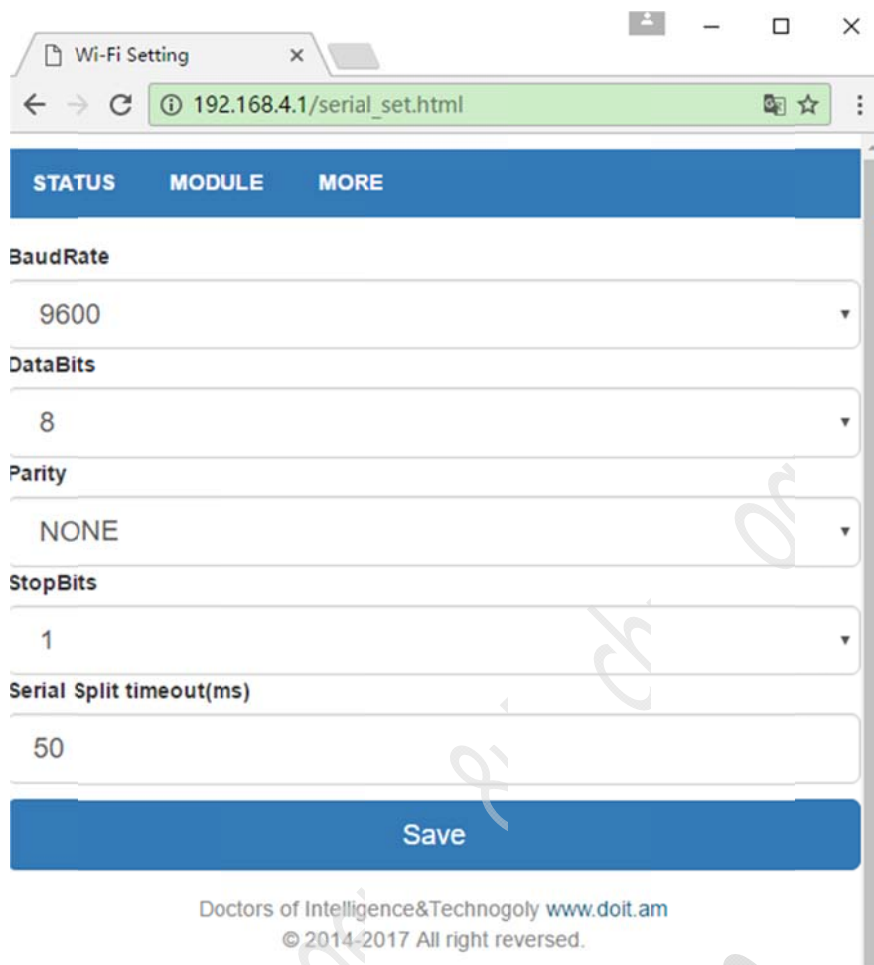 Wi-Fi Setting
192.168.4.1/serial_set.html
STATUS MODULE MORE
BaudRate
9600
DataBits
8
Parity
NONE
StopBits
1
Serial Split timeout(ms)
50
Save
Doctors of Intelligence&Technogoly www.doit.am
© 2014-2017 All right reversed.